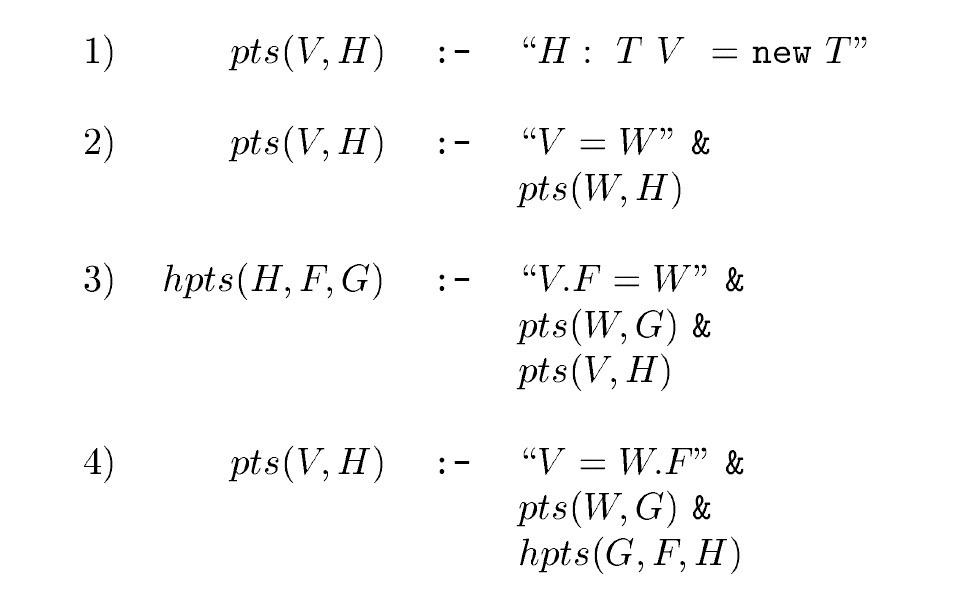 1) pts(V, H) :- “H : T V = new T”
2) pts(V, H) :- “V = W” &
pts(W, H)
3) hpts(H, F, G) :- “V.F = W” &
pts(W, G) &
pts(V, H)
4) pts(V, H) :- “V = W.F” &
pts(W, G) &
hpts(G, F, H)